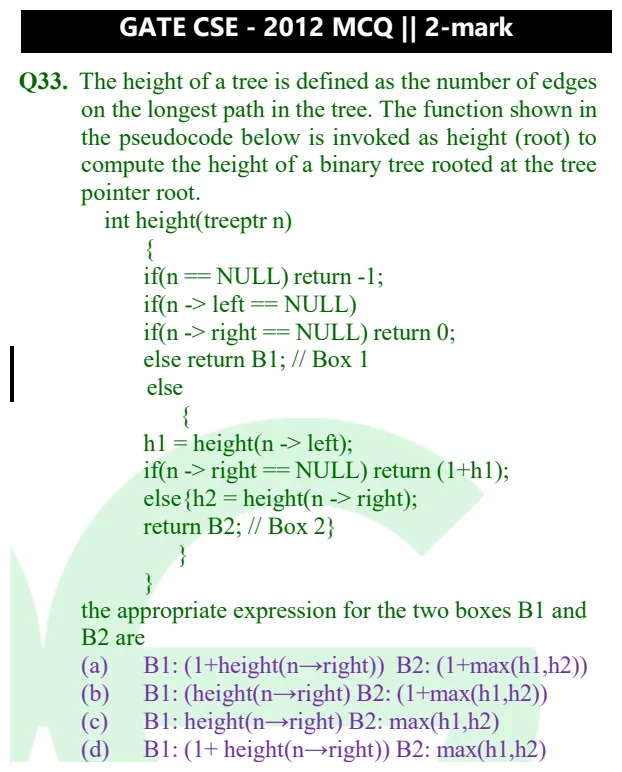 GATE CSE - 2012 MCQ || 2-mark
Q33. The height of a tree is defined as the number of edges
on the longest path in the tree. The function shown in
the pseudocode below is invoked as height (root) to
compute the height of a binary tree rooted at the tree
pointer root.
int height(treeptr n)
{
if(n == NULL) return -1;
if(n -> left == NULL)
if(n -> right == NULL) return 0;
else return B1; // Box 1
else
{
h1 = height(n -> left);
if(n -> right == NULL) return (1+h1);
else{h2 = height(n -> right);
return B2; // Box 2}
}
}
the appropriate expression for the two boxes B1 and
B2 are
(a) B1: (1+height(n→right)) B2: (1+max(h1,h2))
(b) B1: (height(n→right) B2: (1+max(h1,h2))
(c) B1: height(n→right) B2: max(h1,h2)
(d) B1: (1+ height(n→right)) B2: max(h1,h2)